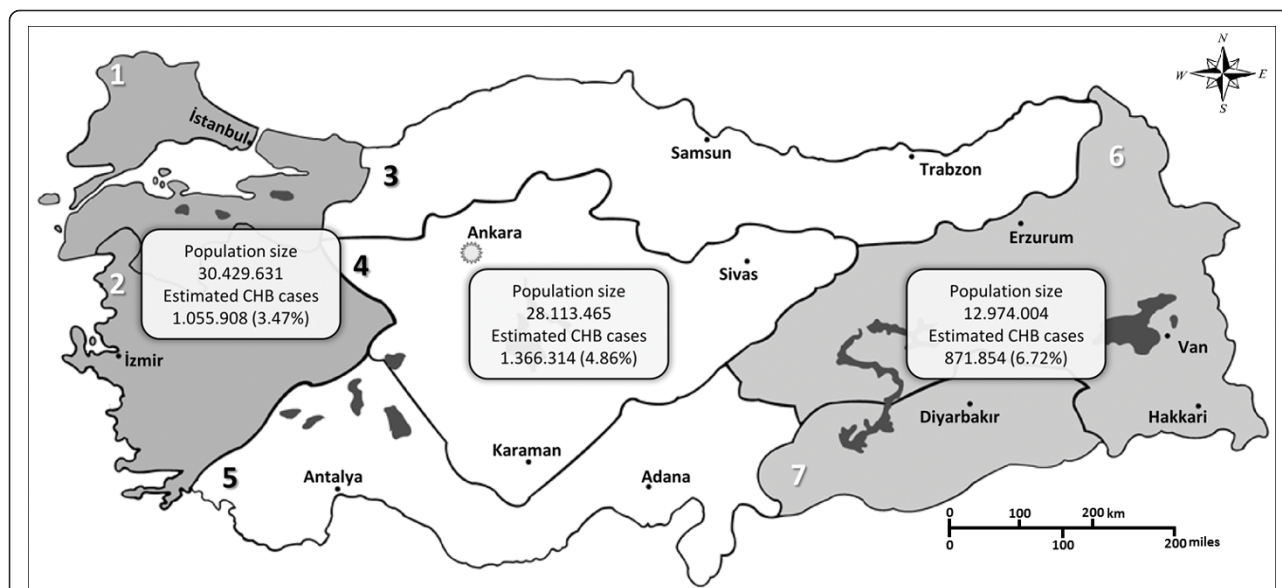 N
W
E
S
1
İstanbul
Samsun
Trabzon
6
3
Ankara
Erzurum
Sivas
4
2
Population size
30.429.631
Estimated CHB cases
1.055.908 (3.47%)
Population size
28.113.465
Estimated CHB cases
1.366.314 (4.86%)
Population size
12.974.004
Estimated CHB cases
871.854 (6.72%)
Van
İzmir
Diyarbakır
Hakkari
Karaman
5
Antalya
Adana
7
0 100 200 km
0 100 200 miles